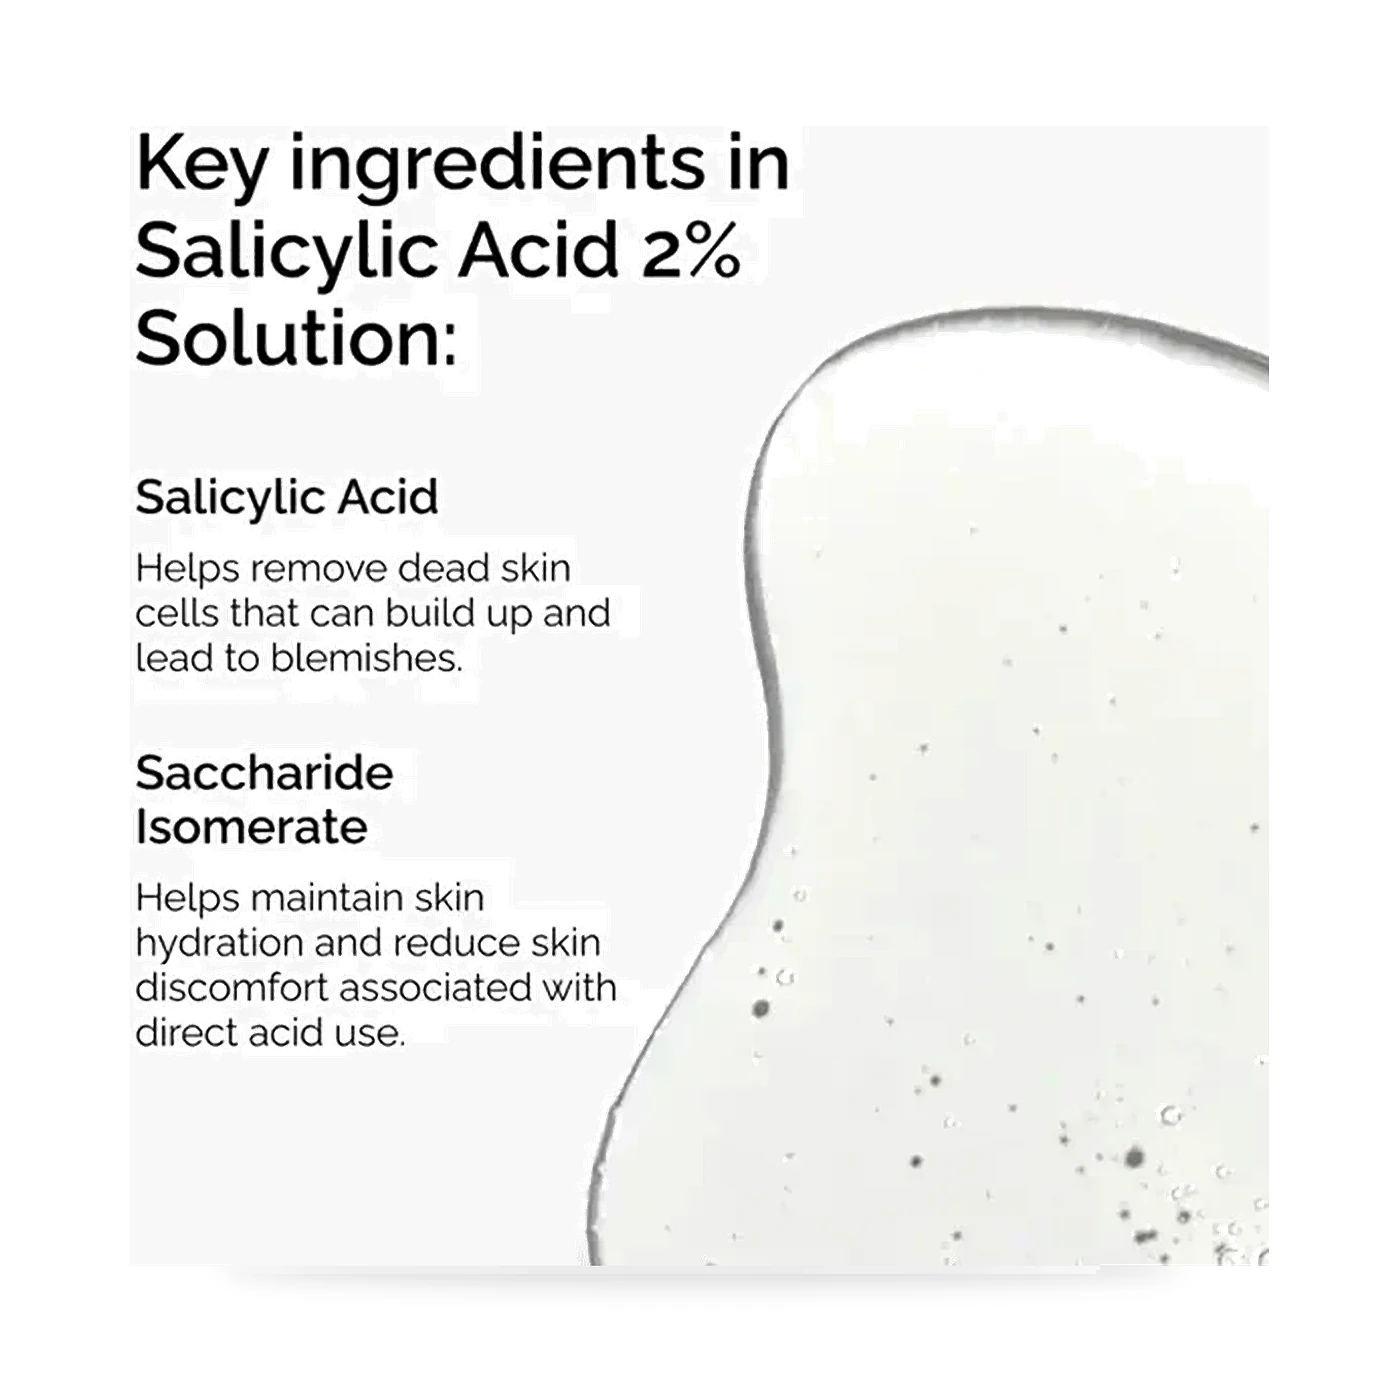 Key ingredients in
Salicylic Acid 2%
Solution:
Salicylic Acid
Helps remove dead skin
cells that can build up and
lead to blemishes.
Saccharide
Isomerate
Helps maintain skin
hydration and reduce skin
discomfort associated with
direct acid use.